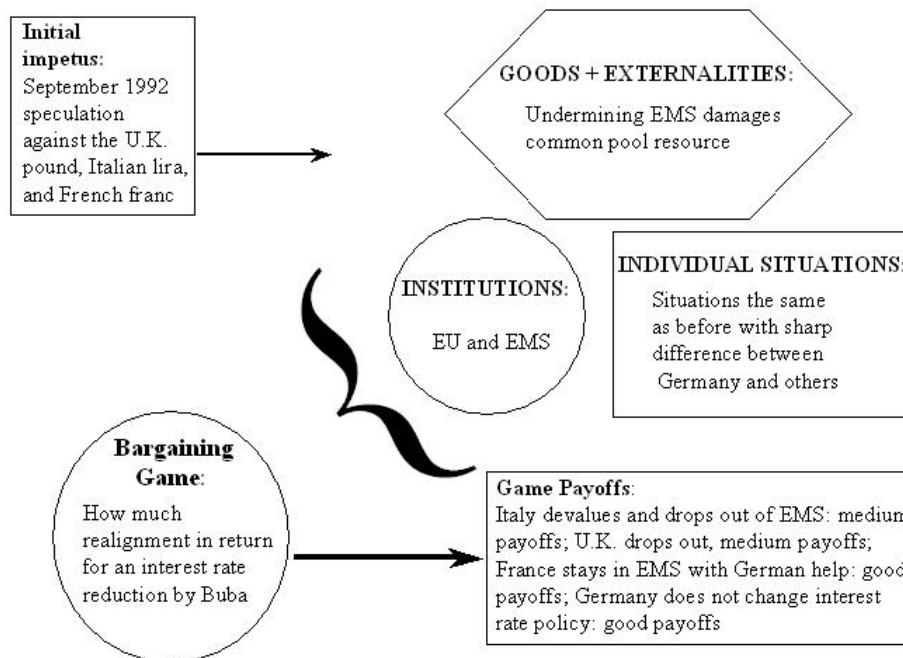 Initial
impetus:
September 1992
speculation
against the U.K.
pound, Italian lira,
and French franc
GOODS + EXTERNALITIES:
Undermining EMS damages
common pool resource
INSTITUTIONS:
EU and EMS
INDIVIDUAL SITUATIONS:
Situations the same
as before with sharp
difference between
Germany and others
Bargaining
Game:
How much
realignment in return
for an interest rate
reduction by Buba
Game Payoffs:
Italy devalues and drops out of EMS: medium
payoffs; U.K. drops out, medium payoffs;
France stays in EMS with German help: good
payoffs; Germany does not change interest
rate policy: good payoffs